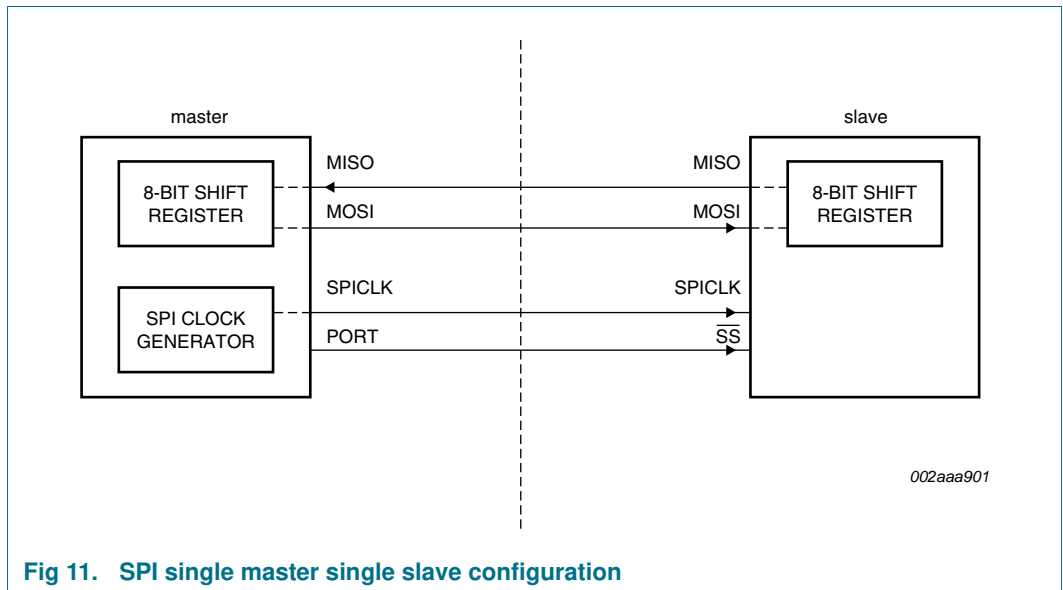 master
slave
8-BIT SHIFT
REGISTER
MISO
MISO
MOSI
MOSI
8-BIT SHIFT
REGISTER
SPI CLOCK
GENERATOR
SPICLK
SPICLK
PORT
S̅S̅
002aaa901
Fig 11. SPI single master single slave configuration